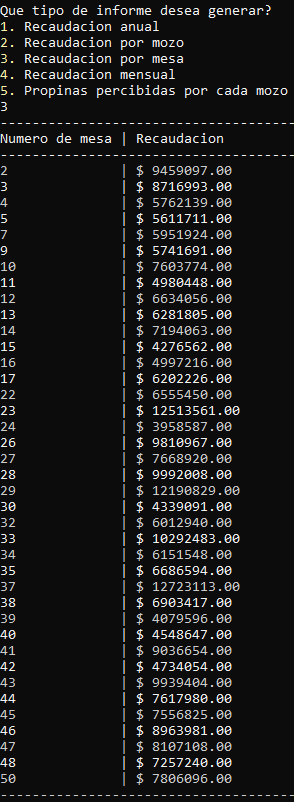 Que tipo de informe desea generar?
1. Recaudacion anual
2. Recaudacion por mozo
3. Recaudacion por mesa
4. Recaudacion mensual
5. Propinas percibidas por cada mozo
3
-------------------------------------
Numero de mesa | Recaudacion
-------------------------------------
2 | $ 9459097.00
3 | $ 8716993.00
4 | $ 5762139.00
5 | $ 5611711.00
7 | $ 5951924.00
9 | $ 5741691.00
10 | $ 7603774.00
11 | $ 4980448.00
12 | $ 6634056.00
13 | $ 6281805.00
14 | $ 7194063.00
15 | $ 4276562.00
16 | $ 4997216.00
17 | $ 6202226.00
22 | $ 6555450.00
23 | $ 12513561.00
24 | $ 3958587.00
26 | $ 9810967.00
27 | $ 7668920.00
28 | $ 9992008.00
29 | $ 12190829.00
30 | $ 4339091.00
32 | $ 6012940.00
33 | $ 10292483.00
34 | $ 6151548.00
35 | $ 6686594.00
37 | $ 12723113.00
38 | $ 6903417.00
39 | $ 4079596.00
40 | $ 4548647.00
41 | $ 9036654.00
42 | $ 4734054.00
43 | $ 9939404.00
44 | $ 7617980.00
45 | $ 7556825.00
46 | $ 8963981.00
47 | $ 8107108.00
48 | $ 7257240.00
50 | $ 7806096.00
-------------------------------------